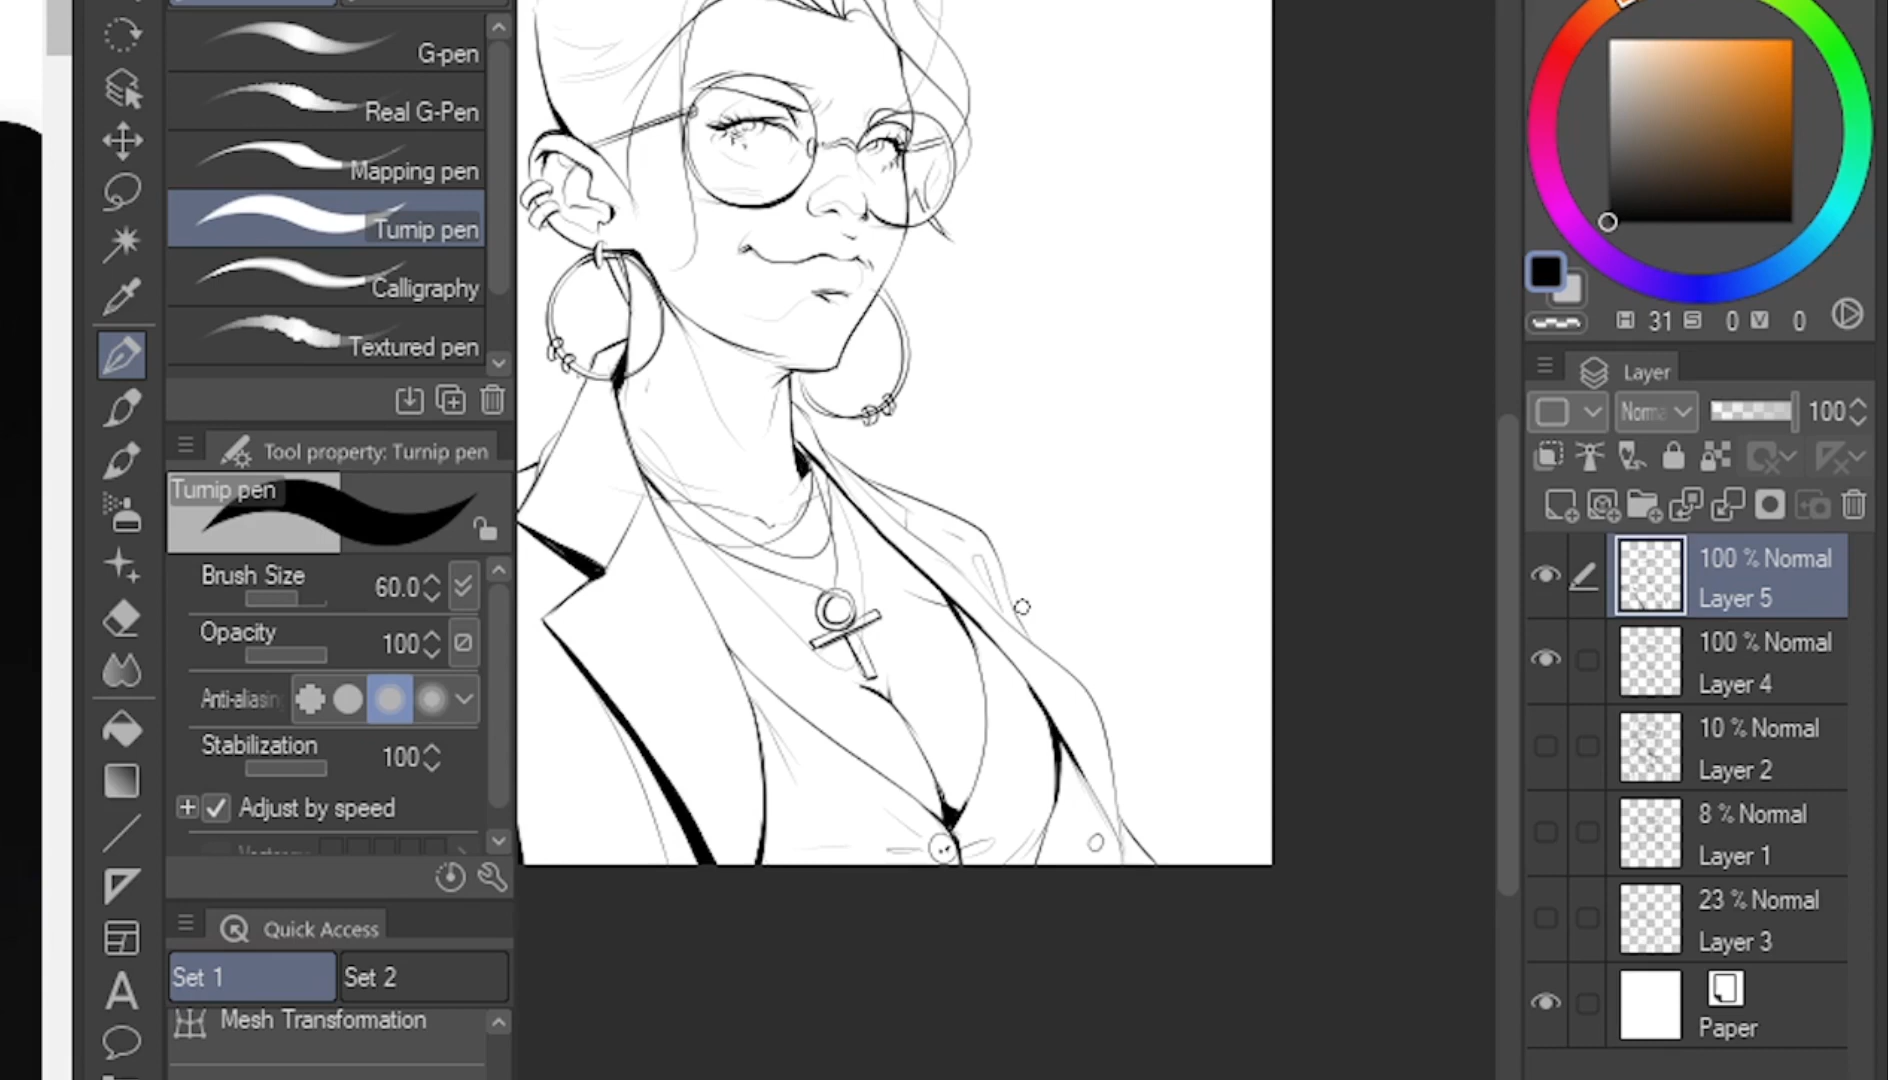 G-pen
Real G-Pen
Mapping pen
Turnip pen
Calligraphy
Textured pen
Tool property: Turnip pen
Turnip pen
Brush Size 60.0
Opacity 100
Anti-aliasing
Stabilization 100
Adjust by speed
Quick Access
Set 1 Set 2
Mesh Transformation
H 31 S 0 V 0
Layer
Norma 100
100 % Normal
Layer 5
100 % Normal
Layer 4
10 % Normal
Layer 2
8 % Normal
Layer 1
23 % Normal
Layer 3
Paper